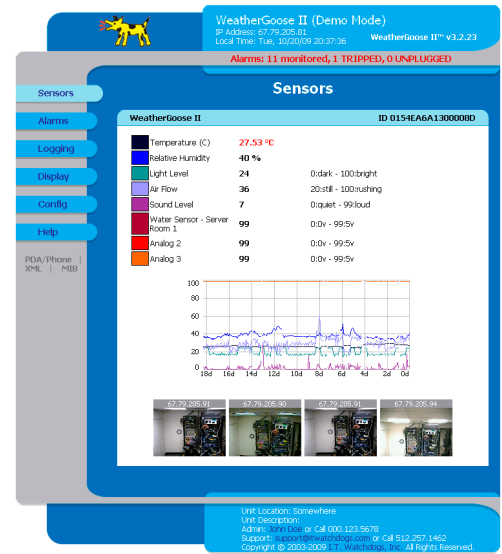 WeatherGoose II (Demo Mode)
IP Address: 67.79.205.81
Local Time: Tue, 10/20/09 20:37:36
WeatherGoose II™ v3.2.23
Alarms: 11 monitored, 1 TRIPPED, 0 UNPLUGGED
Sensors
Sensors
Alarms
Logging
Display
Config
Help
PDA/Phone |
XML | MIB
WeatherGoose II ID 0154EA6A1300008D
Temperature (C) 27.53 ºC
Relative Humidity 40 %
Light Level 24 0:dark - 100:bright
Air Flow 36 20:still - 100:rushing
Sound Level 7 0:quiet - 99:loud
Water Sensor - Server
Room 1 99 0:0v - 99:5v
Analog 2 99 0:0v - 99:5v
Analog 3 99 0:0v - 99:5v
100
80
60
40
20
0
18d 16d 14d 12d 10d 8d 6d 4d 2d 0d
67.79.205.91 67.79.205.90 67.79.205.91 67.79.205.94
Unit Location: Somewhere
Unit Description:
Admin: John Doe or Call 000.123.5678
Support: support@itwatchdogs.com or Call 512.257.1462
Copyright © 2003-2009 I.T. Watchdogs, Inc. All Rights Reserved.